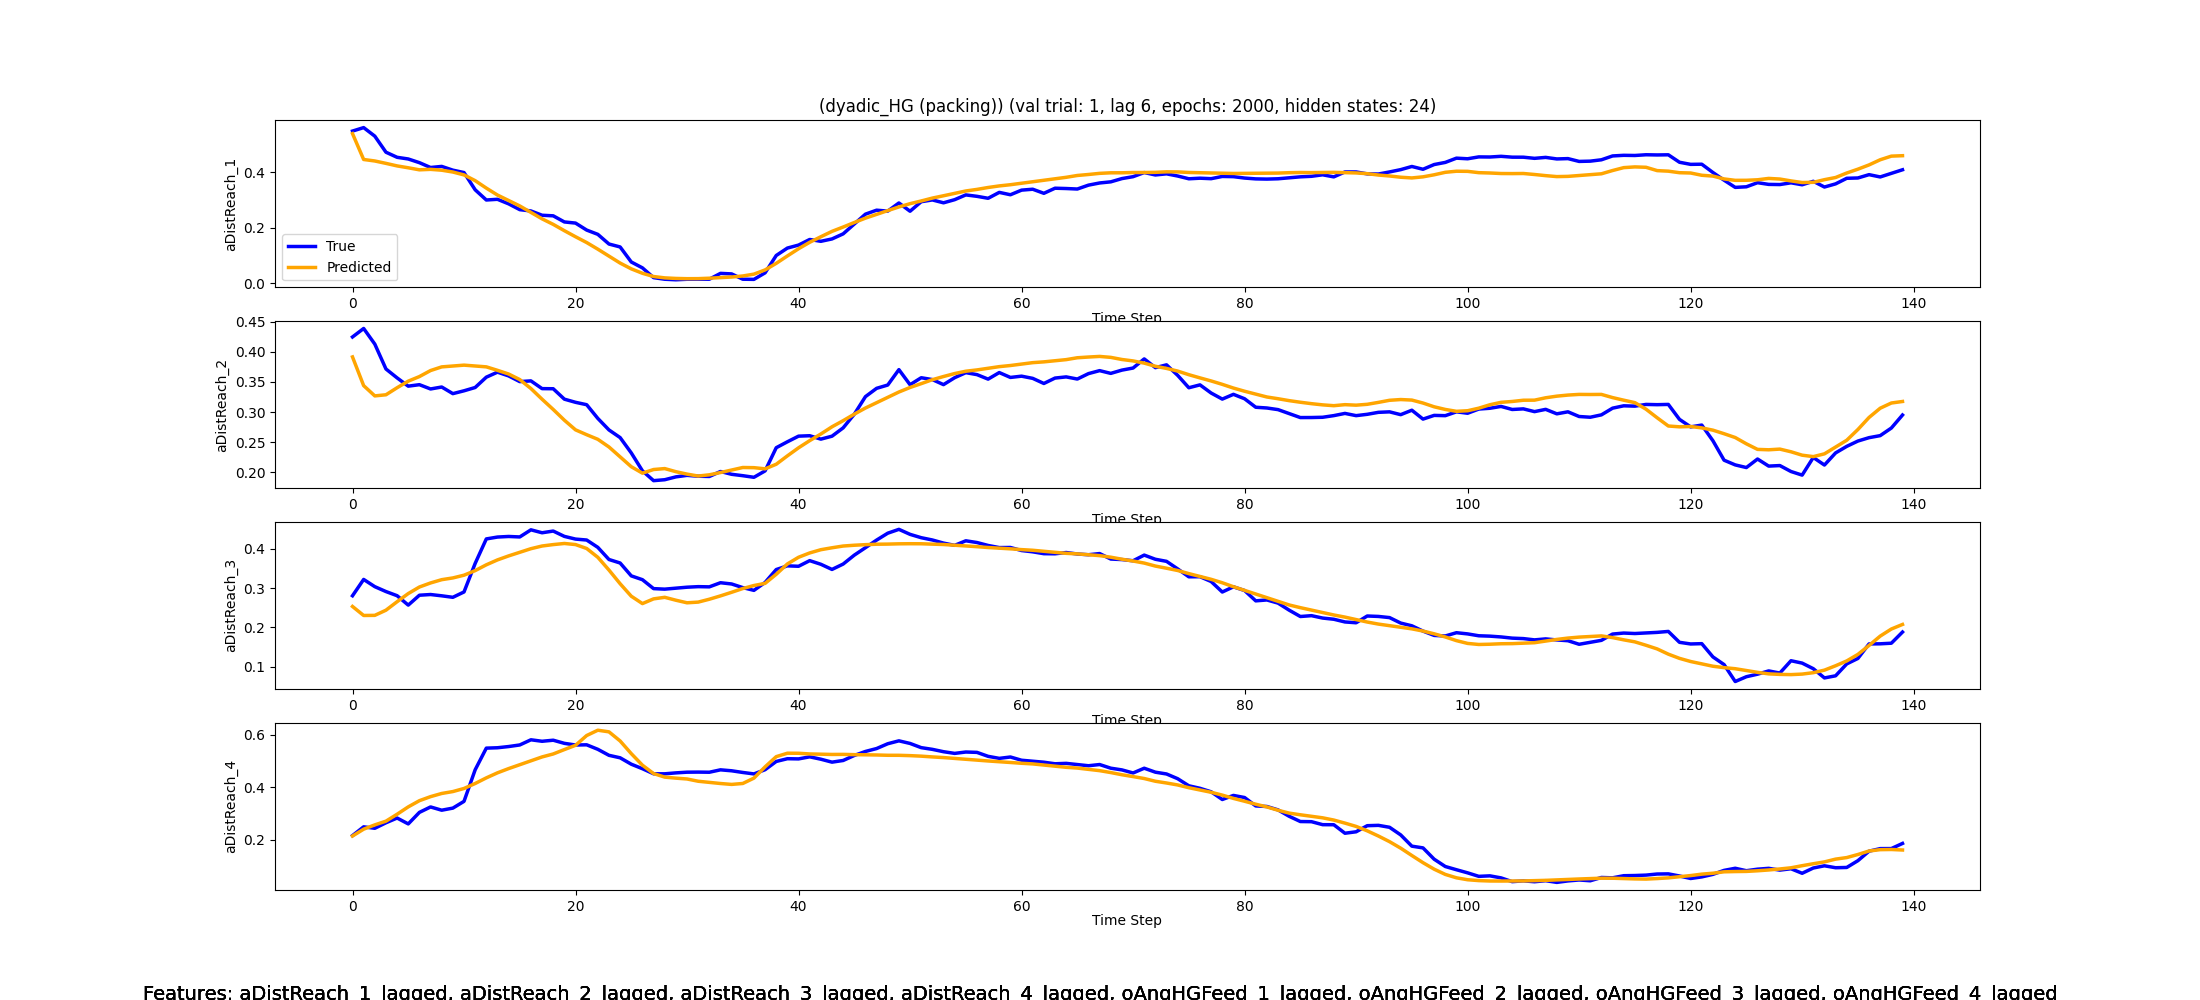 (dyadic_HG (packing)) (val trial: 1, lag 6, epochs: 2000, hidden states: 24)
aDistReach_1
0.4
0.2
0.0
True
Predicted
0 20 40 60 80 100 120 140
Time Step
aDistReach_2
0.45
0.40
0.35
0.30
0.25
0.20
0 20 40 60 80 100 120 140
Time Step
aDistReach_3
0.4
0.3
0.2
0.1
0 20 40 60 80 100 120 140
Time Step
aDistReach_4
0.6
0.4
0.2
0 20 40 60 80 100 120 140
Time Step
Features: aDistReach_1_lagged, aDistReach_2_lagged, aDistReach_3_lagged, aDistReach_4_lagged, oAngHGFeed_1_lagged, oAngHGFeed_2_lagged, oAngHGFeed_3_lagged, oAngHGFeed_4_lagged